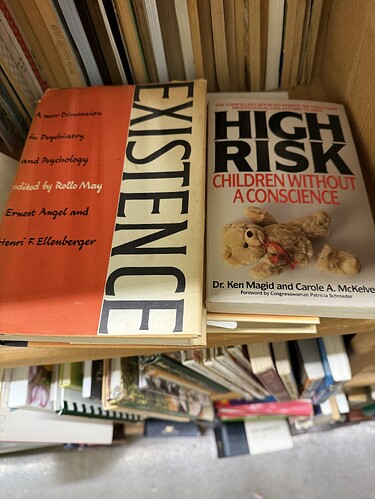 EXISTENCE
A new Dimension
in Psychiatry
and Psychology
edited by Rollo May
Ernest Angel and
Henri F. Ellenberger
HIGH
RISK
CHILDREN WITHOUT
A CONSCIENCE
Dr. Ken Magid and Carole A. McKelve
Foreword by Congresswoman Patricia Schroeder